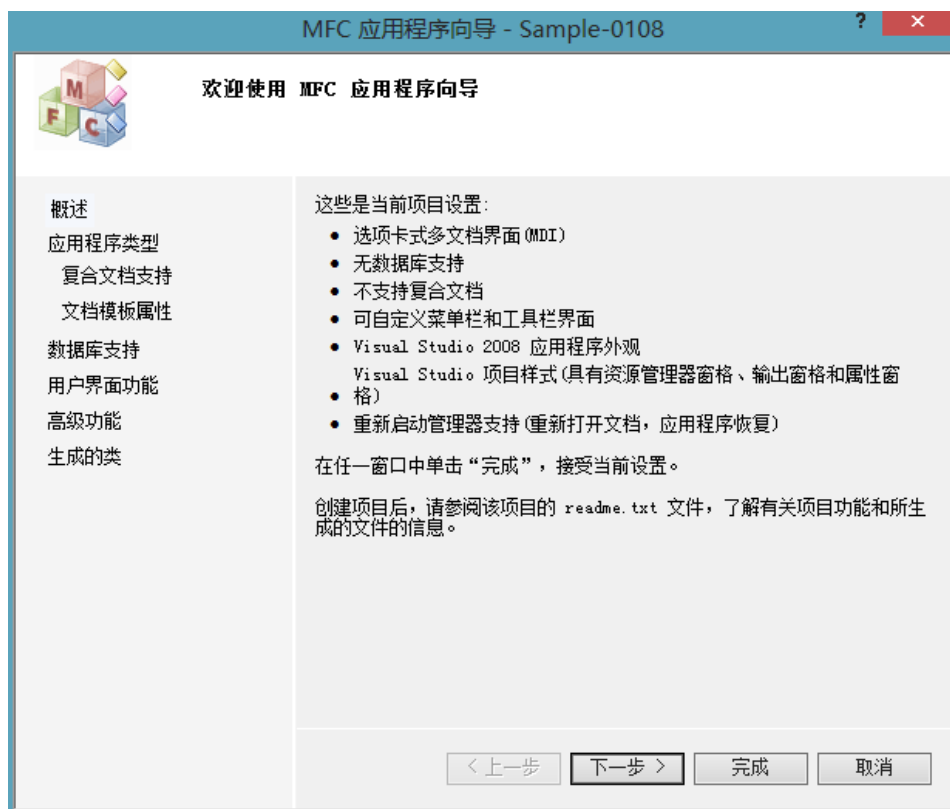 MFC 应用程序向导 - Sample-0108
?
×
M
F
C
欢迎使用 MFC 应用程序向导
概述
应用程序类型
复合文档支持
文档模板属性
数据库支持
用户界面功能
高级功能
生成的类
这些是当前项目设置:
• 选项卡式多文档界面(MDI)
• 无数据库支持
• 不支持复合文档
• 可自定义菜单栏和工具栏界面
• Visual Studio 2008 应用程序外观
Visual Studio 项目样式(具有资源管理器窗格、输出窗格和属性窗
• 格)
• 重新启动管理器支持(重新打开文档，应用程序恢复)
在任一窗口中单击“完成”，接受当前设置。
创建项目后，请参阅该项目的 readme.txt 文件，了解有关项目功能和所生
成的文件的信息。
< 上一步
下一步 >
完成
取消